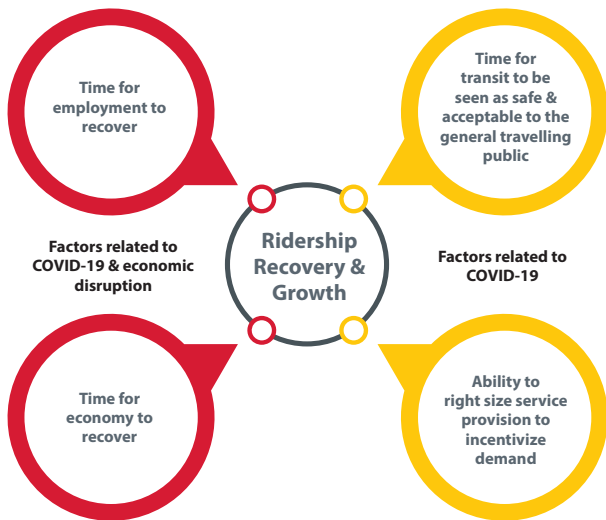 Time for
employment to
recover
Time for
transit to be
seen as safe &
acceptable to the
general travelling
public
Factors related to
COVID-19 & economic
disruption
Ridership
Recovery &
Growth
Factors related to
COVID-19
Time for
economy to
recover
Ability to
right size service
provision to
incentivize
demand